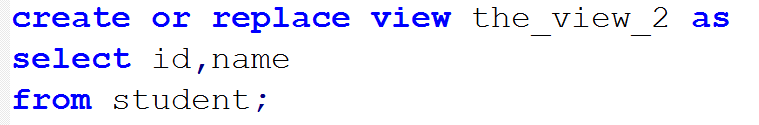 create or replace view the_view_2 as
select id,name
from student;